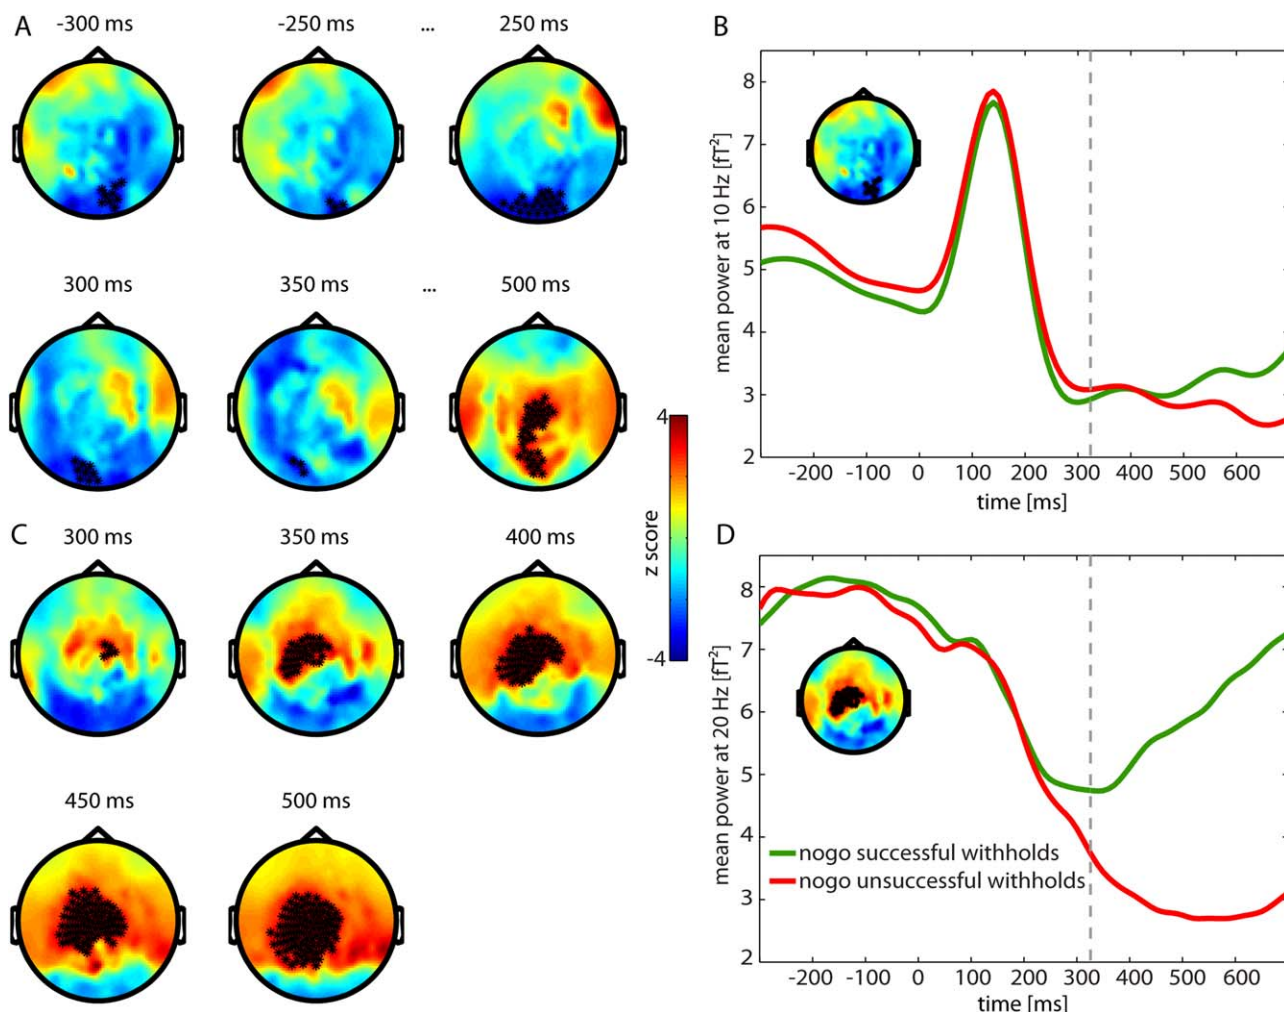 A
-300 ms
-250 ms
...
250 ms
300 ms
350 ms
...
500 ms
4
z score
-4
C
300 ms
350 ms
400 ms
450 ms
500 ms
B
8
7
6
5
4
3
2
mean power at 10 Hz [fT²]
-200 -100 0 100 200 300 400 500 600
time [ms]
D
8
7
6
5
4
3
2
mean power at 20 Hz [fT²]
nogo successful withholds
nogo unsuccessful withholds
-200 -100 0 100 200 300 400 500 600
time [ms]